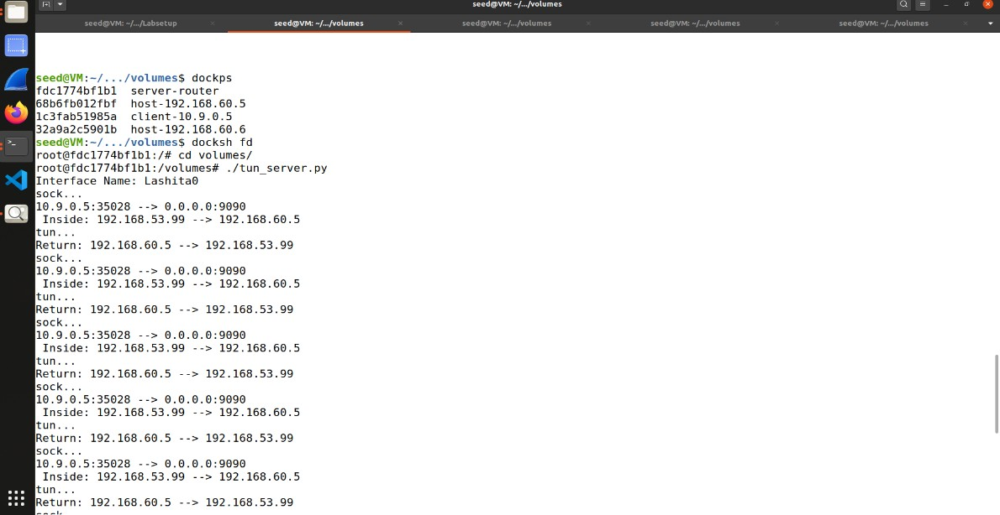 seed@VM: ~/.../volumes
seed@VM: ~/.../Labsetup
seed@VM: ~/.../volumes
seed@VM: ~/.../volumes
seed@VM: ~/.../volumes
seed@VM: ~/.../volumes
seed@VM:~/.../volumes$ dockps
fdc1774bf1b1  server-router
68b6fb012fbf  host-192.168.60.5
1c3fab51985a  client-10.9.0.5
32a9a2c5901b  host-192.168.60.6
seed@VM:~/.../volumes$ docksh fd
root@fdc1774bf1b1:/# cd volumes/
root@fdc1774bf1b1:/volumes# ./tun_server.py
Interface Name: Lashita0
sock...
10.9.0.5:35028 --> 0.0.0.0:9090
 Inside: 192.168.53.99 --> 192.168.60.5
tun...
Return: 192.168.60.5 --> 192.168.53.99
sock...
10.9.0.5:35028 --> 0.0.0.0:9090
 Inside: 192.168.53.99 --> 192.168.60.5
tun...
Return: 192.168.60.5 --> 192.168.53.99
sock...
10.9.0.5:35028 --> 0.0.0.0:9090
 Inside: 192.168.53.99 --> 192.168.60.5
tun...
Return: 192.168.60.5 --> 192.168.53.99
sock...
10.9.0.5:35028 --> 0.0.0.0:9090
 Inside: 192.168.53.99 --> 192.168.60.5
tun...
Return: 192.168.60.5 --> 192.168.53.99
sock...
10.9.0.5:35028 --> 0.0.0.0:9090
 Inside: 192.168.53.99 --> 192.168.60.5
tun...
Return: 192.168.60.5 --> 192.168.53.99